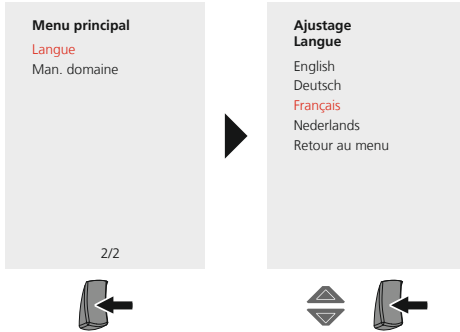 Menu principal
Langue
Man. domaine
2/2
Ajustage
Langue
English
Deutsch
Français
Nederlands
Retour au menu